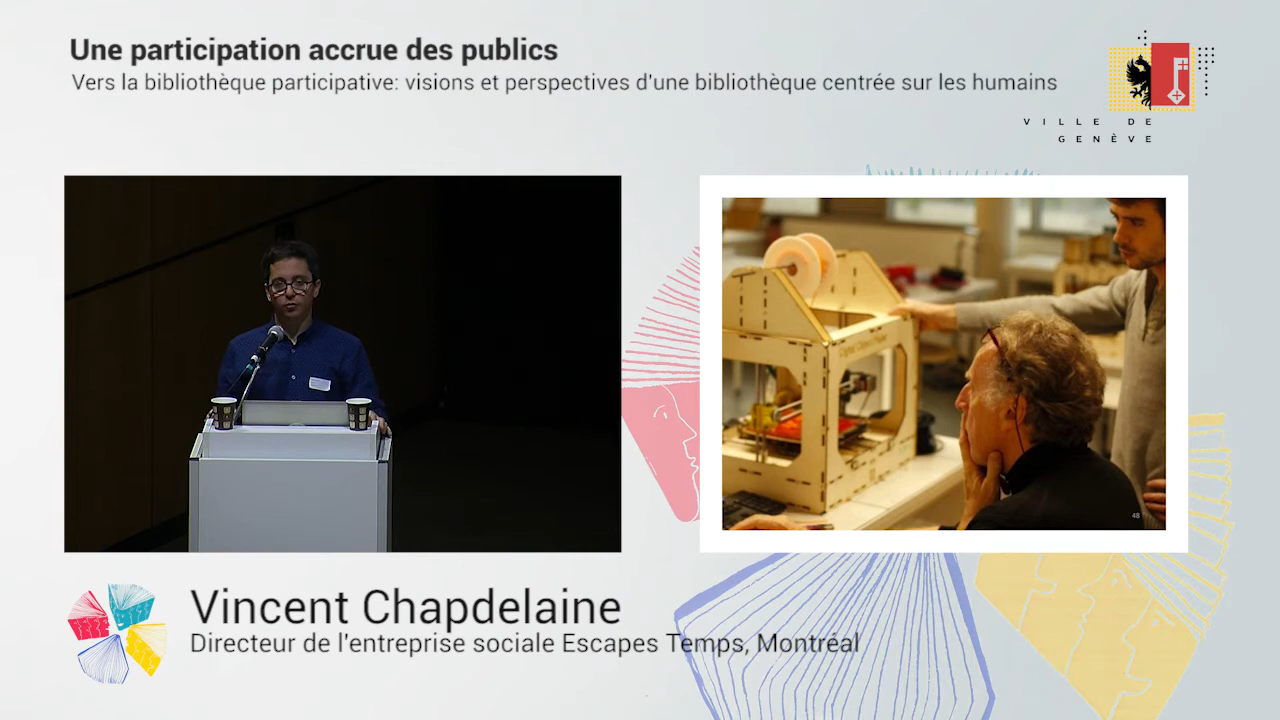 Une participation accrue des publics
Vers la bibliothèque participative: visions et perspectives d'une bibliothèque centrée sur les humains
VILLE DE
GENÈVE
48
Vincent Chapdelaine
Directeur de l'entreprise sociale Escapes Temps, Montréal